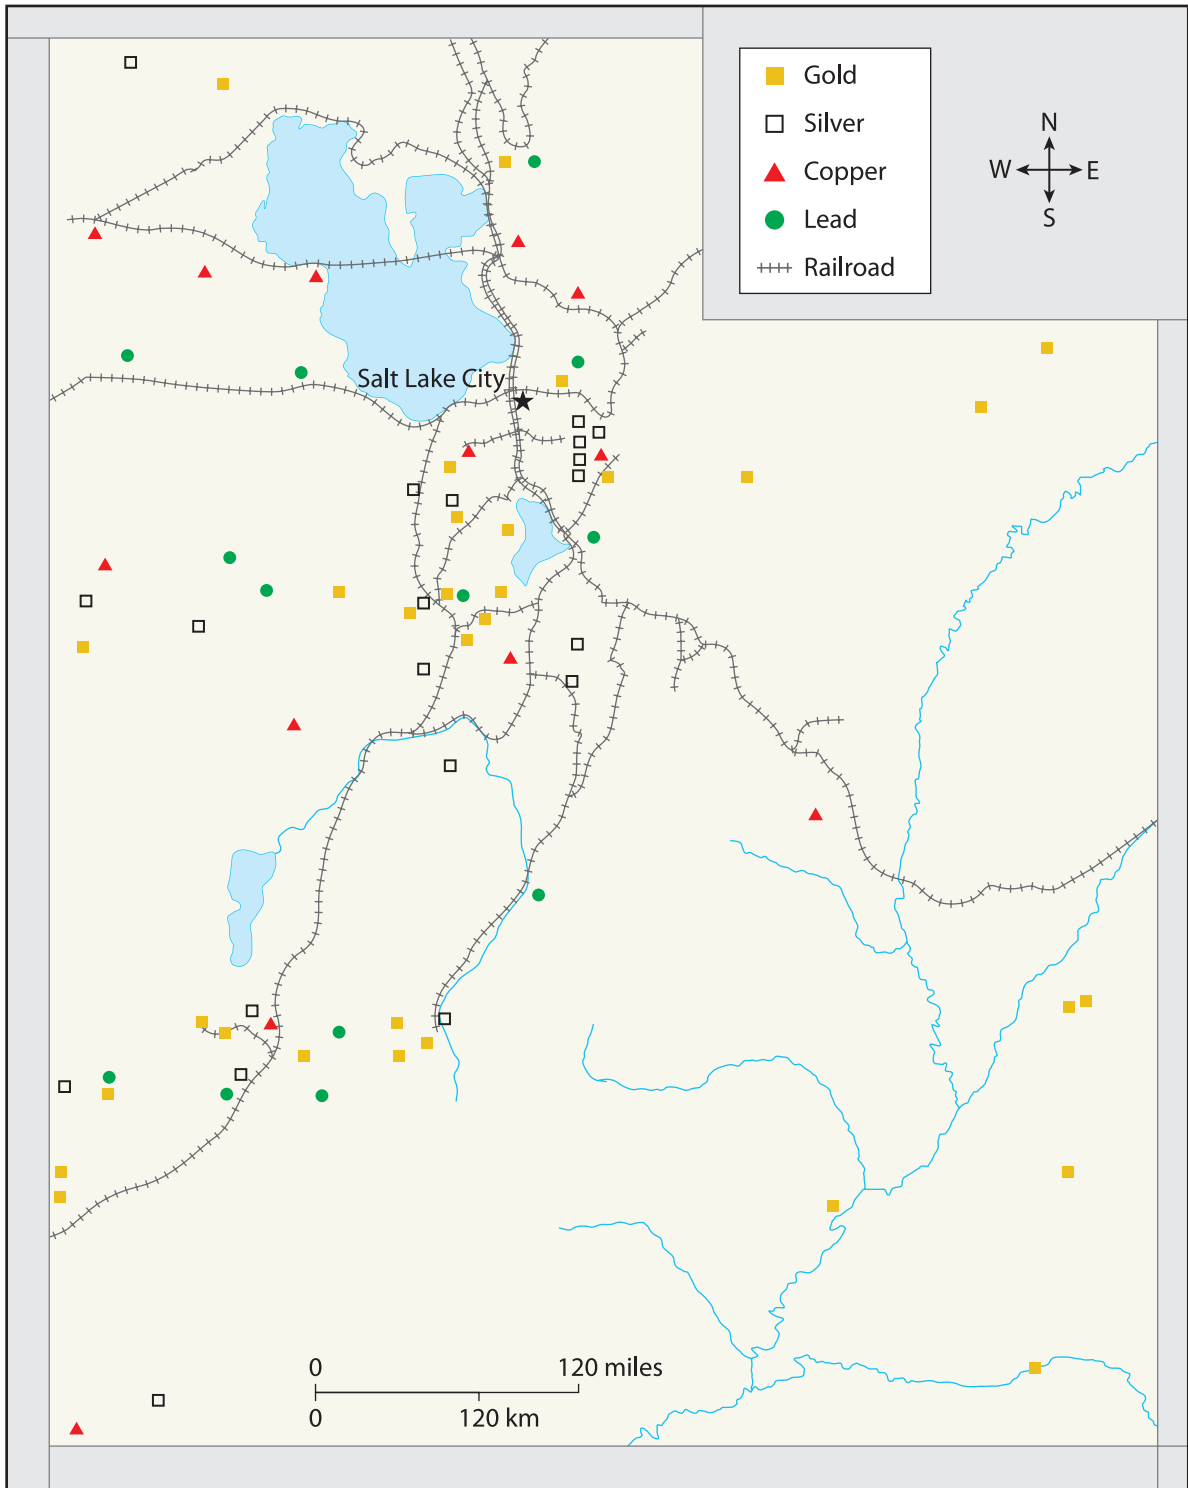 Gold
Silver
Copper
Lead
Railroad
N
W E
S
Salt Lake City
0 120 miles
0 120 km